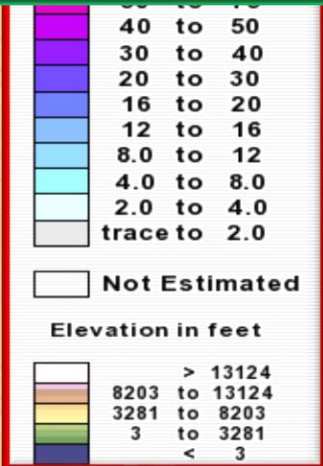 40 to 50
30 to 40
20 to 30
16 to 20
12 to 16
8.0 to 12
4.0 to 8.0
2.0 to 4.0
trace to 2.0
Not Estimated
Elevation in feet
> 13124
8203 to 13124
3281 to 8203
3 to 3281
< 3